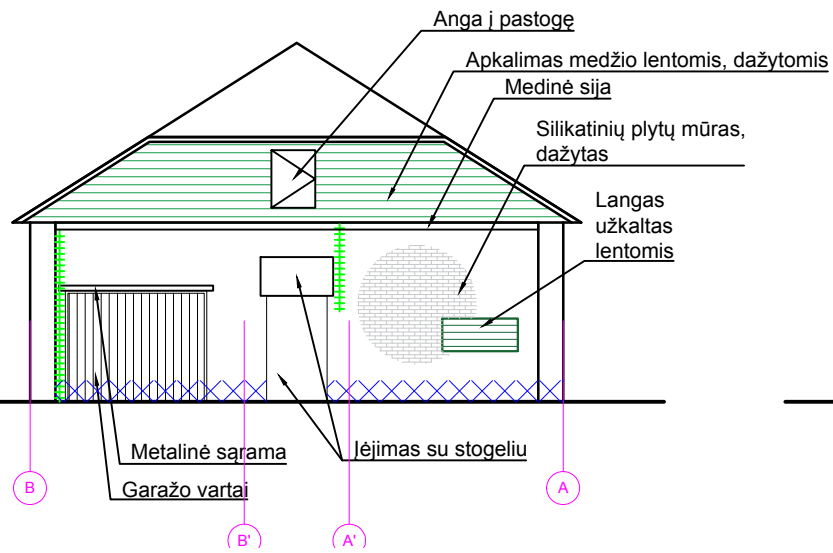 Anga į pastogę
Apkalimas medžio lentomis, dažytomis
Medinė sija
Silikatinių plytų mūras,
dažytas
Langas
užkaltas
lentomis
Metalinė sąrama
Įėjimas su stogeliu
Garažo vartai
B
A
B'
A'